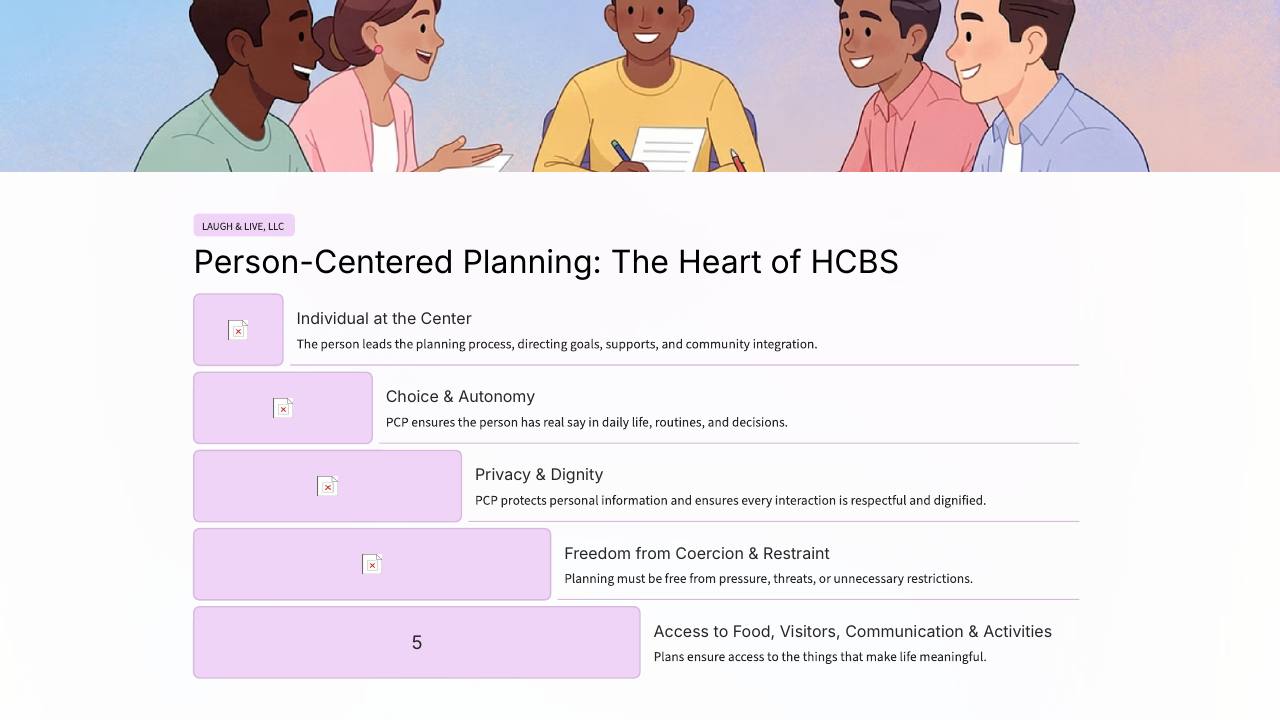 LAUGH & LIVE, LLC
Person-Centered Planning: The Heart of HCBS
Individual at the Center
The person leads the planning process, directing goals, supports, and community integration.
Choice & Autonomy
PCP ensures the person has real say in daily life, routines, and decisions.
Privacy & Dignity
PCP protects personal information and ensures every interaction is respectful and dignified.
Freedom from Coercion & Restraint
Planning must be free from pressure, threats, or unnecessary restrictions.
5
Access to Food, Visitors, Communication & Activities
Plans ensure access to the things that make life meaningful.